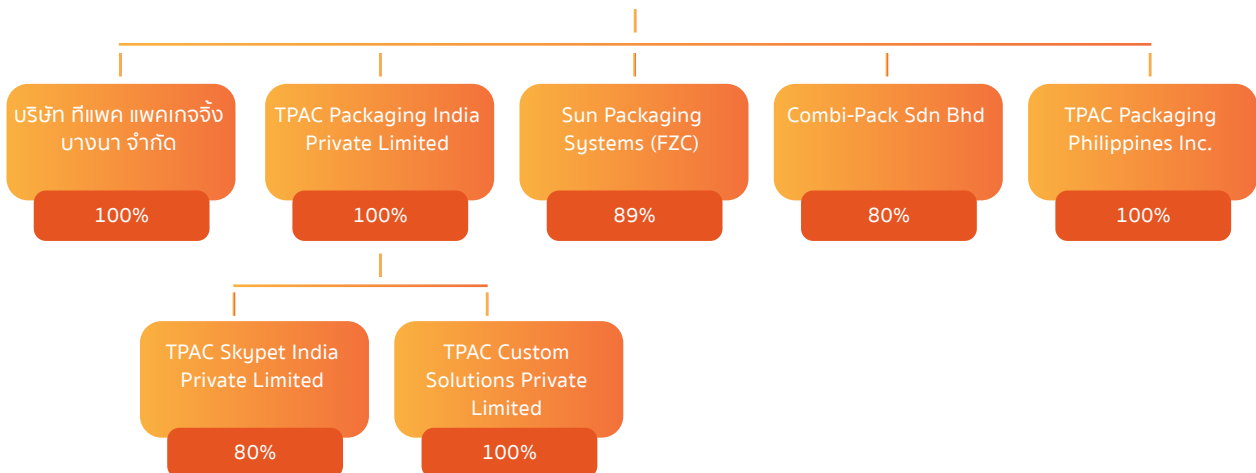 บริษัท ทีแพค แพคเกจจิ้ง
บางนา จำกัด
100%
TPAC Packaging India
Private Limited
100%
Sun Packaging
Systems (FZC)
89%
Combi-Pack Sdn Bhd
80%
TPAC Packaging
Philippines Inc.
100%
TPAC Skypet India
Private Limited
80%
TPAC Custom
Solutions Private
Limited
100%